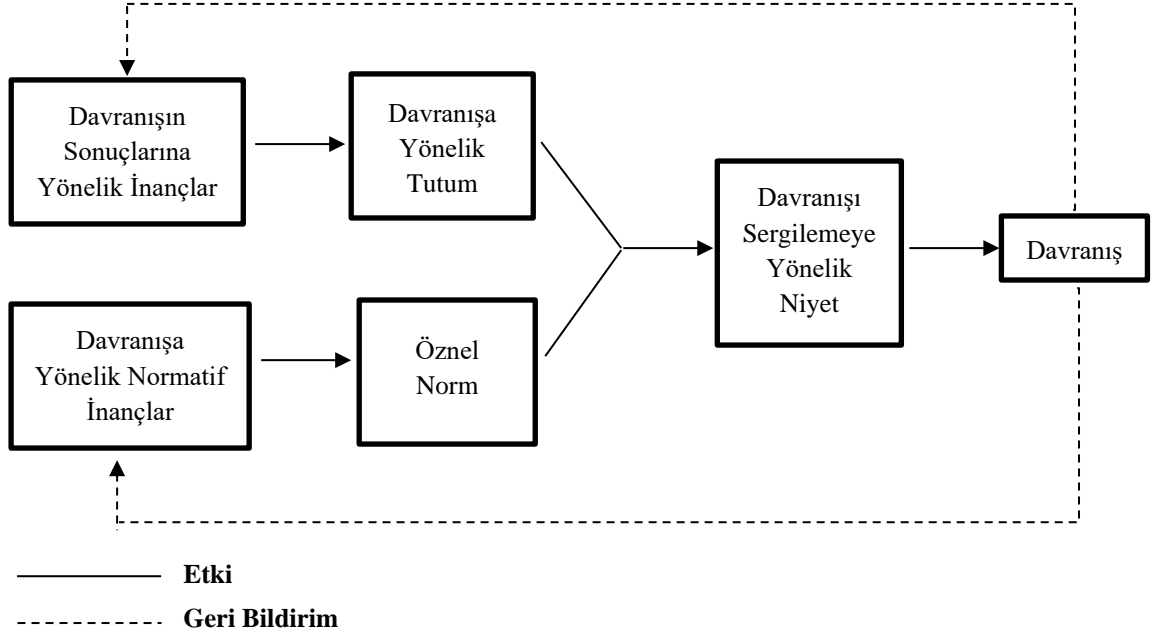 Davranışın
Sonuçlarına
Yönelik İnançlar
Davranışa
Yönelik
Tutum
Davranışı
Sergilemeye
Yönelik
Niyet
Davranış
Davranışa
Yönelik Normatif
İnançlar
Öznel
Norm
Etki
Geri Bildirim